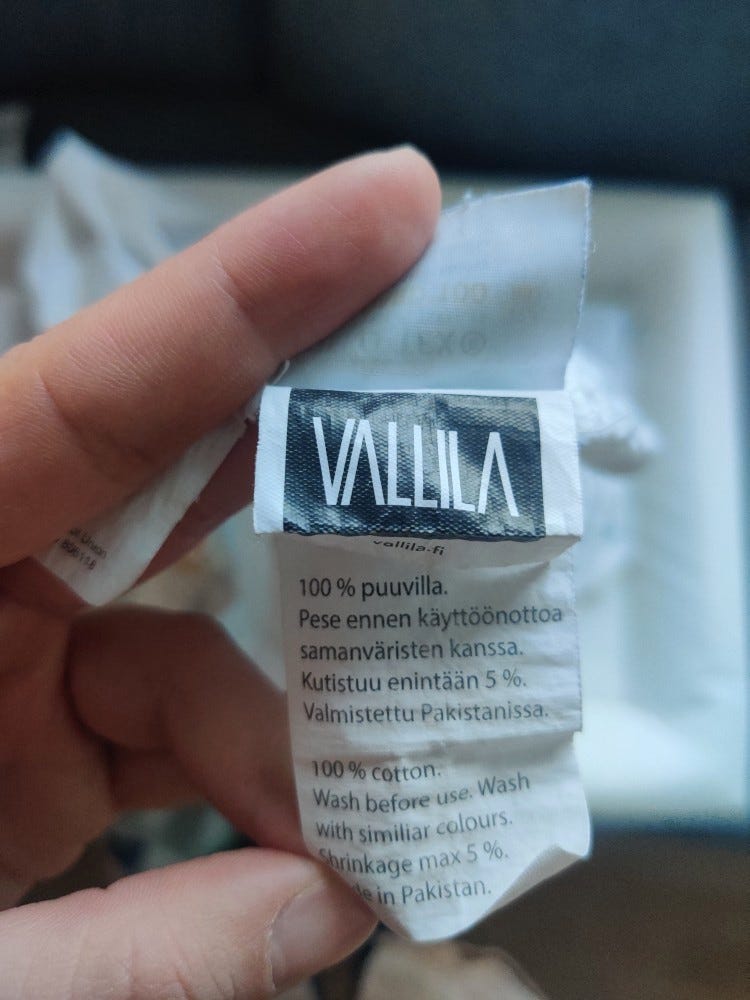 VALLILA
vallila.fi
100 % puuvilla.
Pese ennen käyttöönottoa
samanväristen kanssa.
Kutistuu enintään 5 %.
Valmistettu Pakistanissa.
100 % cotton.
Wash before use. Wash
with similiar colours.
Shrinkage max 5 %.
in Pakistan.